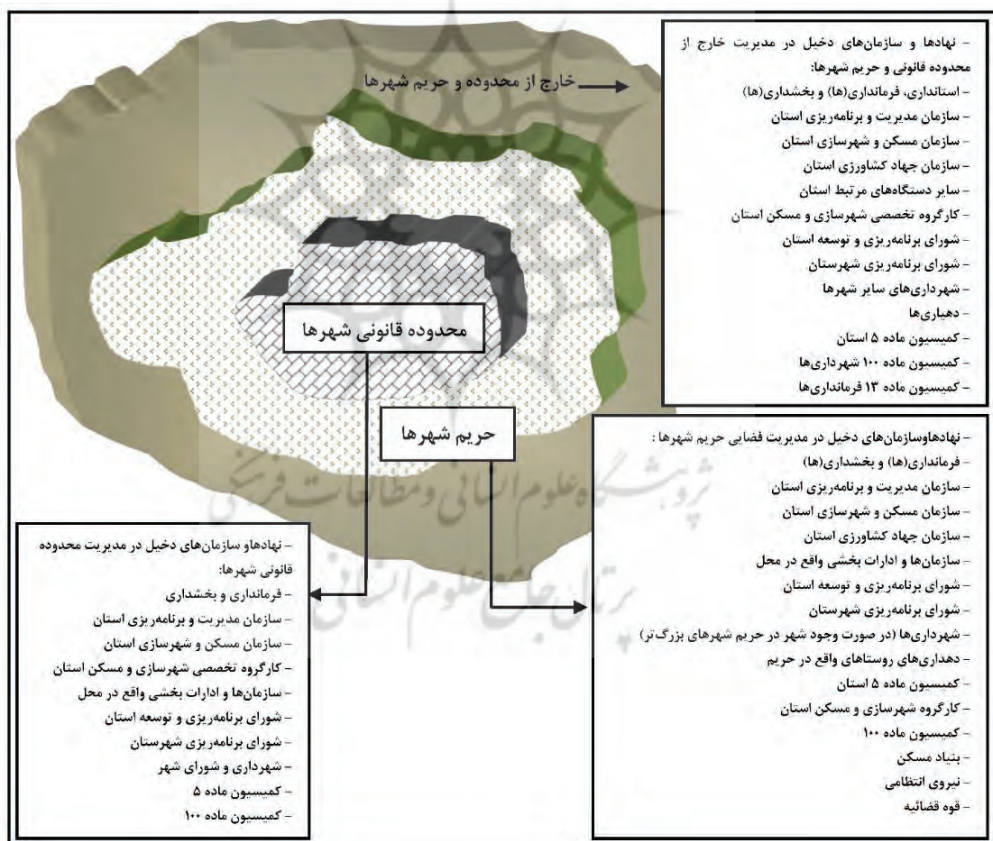 خارج از محدوده و حریم شهرها
- نهادها و سازمان‌های دخیل در مدیریت خارج از
محدوده قانونی و حریم شهرها:
- استانداری، فرمانداری(ها) و بخشداری(ها)
- سازمان مدیریت و برنامه‌ریزی استان
- سازمان مسکن و شهرسازی استان
- سازمان جهاد کشاورزی استان
- سایر دستگاه‌های مرتبط استان
- کارگروه تخصصی شهرسازی و مسکن استان
- شورای برنامه‌ریزی و توسعه استان
- شورای برنامه‌ریزی شهرستان
- شهرداری‌های سایر شهرها
- دهیاری‌ها
- کمیسیون ماده ۵ استان
- کمیسیون ماده ۱۰۰ شهرداری‌ها
- کمیسیون ماده ۱۳ فرمانداری‌ها
محدوده قانونی شهرها
حریم شهرها
- نهادهاوسازمان‌های دخیل در مدیریت فضایی حریم شهرها :
- فرمانداری(ها) و بخشداری(ها)
- سازمان مدیریت و برنامه‌ریزی استان
- سازمان مسکن و شهرسازی استان
- سازمان جهاد کشاورزی استان
- سازمان‌ها و ادارات بخشی واقع در محل
- شورای برنامه‌ریزی و توسعه استان
- شورای برنامه‌ریزی شهرستان
- شهرداری‌ها (در صورت وجود شهر در حریم شهرهای بزرگ‌تر)
- دهداری‌های روستاهای واقع در حریم
- کمیسیون ماده ۵ استان
- کارگروه شهرسازی و مسکن استان
- کمیسیون ماده ۱۰۰
- بنیاد مسکن
- نیروی انتظامی
- قوه قضائیه
- نهادهاو سازمان‌های دخیل در مدیریت محدوده
قانونی شهرها:
- فرمانداری و بخشداری
- سازمان مدیریت و برنامه‌ریزی استان
- سازمان مسکن و شهرسازی استان
- کارگروه تخصصی شهرسازی و مسکن استان
- سازمان‌ها و ادارات بخشی واقع در محل
- شورای برنامه‌ریزی و توسعه استان
- شورای برنامه‌ریزی شهرستان
- شهرداری و شورای شهر
- کمیسیون ماده ۵
- کمیسیون ماده ۱۰۰
پژوهشگاه علوم انسانی و مطالعات فرهنگی
پرتال جامع علوم انسانی